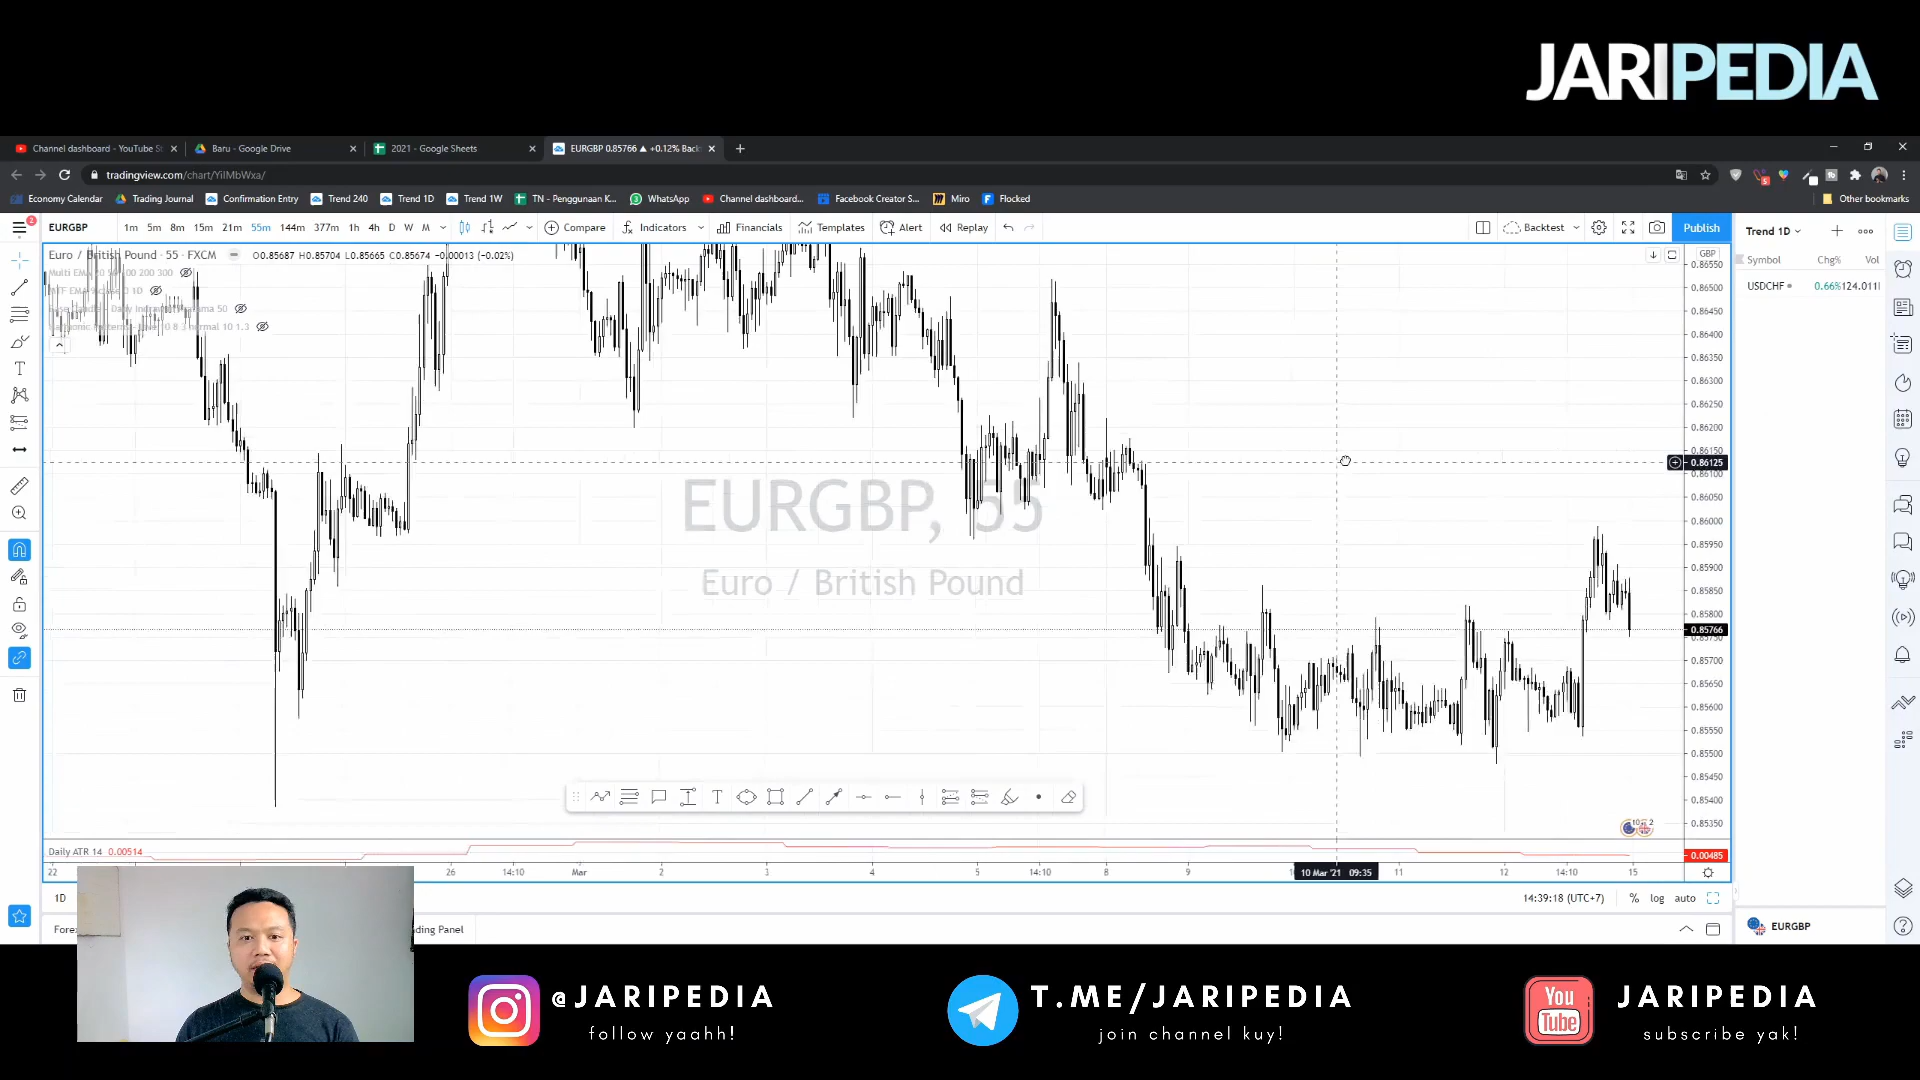 JARIPEDIA
Channel dashboard - YouTube St
Baru - Google Drive
2021 - Google Sheets
EURGBP 0.85766 ▲ +0.12% Back
tradingview.com/chart/YilMbWxa/
Economy Calendar
Trading Journal
Confirmation Entry
Trend 240
Trend 1D
Trend 1W
TN - Penggunaan K...
WhatsApp
Channel dashboard...
Facebook Creator S...
Miro
Flocked
Other bookmarks
2
EURGBP
1m 5m 8m 15m 21m 55m 144m 377m 1h 4h D W M
Compare
Indicators
Financials
Templates
Alert
Replay
Backtest
Publish
Trend 1D
Euro / British Pound · 55 · FXCM
O0.85687 H0.85704 L0.85665 C0.85674 −0.00013 (−0.02%)
GBP
Symbol Chg% Vol
USDCHF 0.66% 124.011
0.86550
0.86500
0.86450
0.86400
0.86350
0.86300
0.86250
0.86200
0.86150
0.86125
0.86100
0.86050
0.86000
0.85950
0.85900
0.85850
0.85800
0.85766
0.85750
0.85700
0.85650
0.85600
0.85550
0.85500
0.85450
0.85400
0.85350
EURGBP, 55
Euro / British Pound
Daily ATR 14 0.00514
0.00485
22 26 14:10 Mar 2 3 4 5 14:10 8 9 10 Mar '21 09:35 11 12 14:10 15
1D
14:39:18 (UTC+7)
% log auto
ding Panel
EURGBP
@JARIPEDIA
follow yaahh!
T.ME/JARIPEDIA
join channel kuy!
You
Tube
JARIPEDIA
subscribe yak!